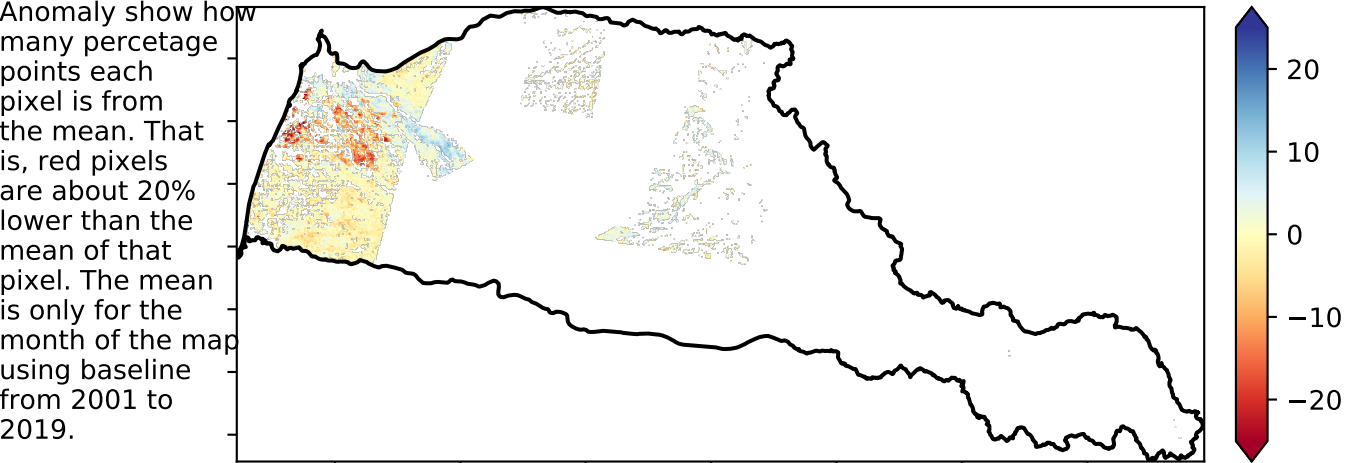 Anomaly show how
many percetage
points each
pixel is from
the mean. That
is, red pixels
are about 20%
lower than the
mean of that
pixel. The mean
is only for the
month of the map
using baseline
from 2001 to
2019.
20
10
0
−10
−20